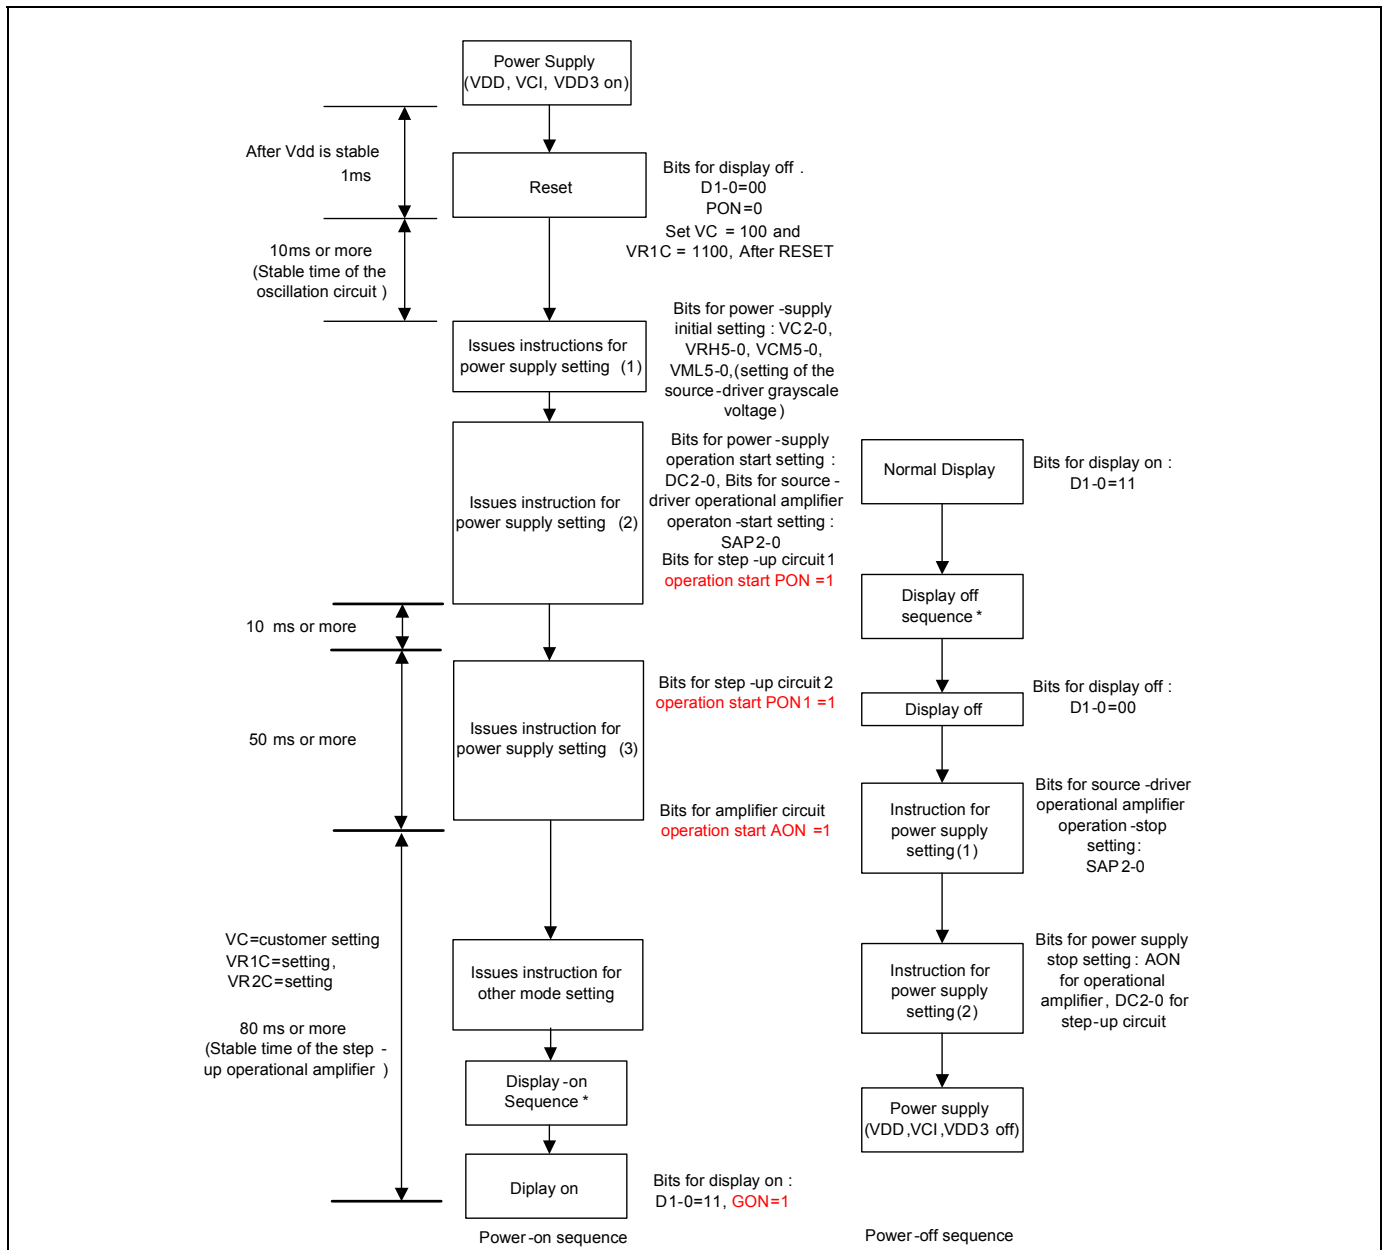 Power Supply
(VDD, VCI, VDD3 on)
After Vdd is stable
1ms
Reset
Bits for display off .
D1-0=00
PON=0
Set VC = 100 and
VR1C = 1100, After RESET
10ms or more
(Stable time of the
oscillation circuit )
Issues instructions for
power supply setting (1)
Bits for power -supply
initial setting : VC2-0,
VRH5-0, VCM5-0,
VML5-0,(setting of the
source -driver grayscale
voltage )
Issues instruction for
power supply setting (2)
Bits for power -supply
operation start setting :
DC2-0, Bits for source -
driver operational amplifier
operaton -start setting :
SAP2-0
Bits for step -up circuit 1
operation start PON =1
10 ms or more
50 ms or more
Issues instruction for
power supply setting (3)
Bits for step -up circuit 2
operation start PON1 =1
Bits for amplifier circuit
operation start AON =1
VC=customer setting
VR1C=setting,
VR2C=setting
80 ms or more
(Stable time of the step -
up operational amplifier )
Issues instruction for
other mode setting
Display -on
Sequence *
Diplay on
Bits for display on :
D1-0=11, GON=1
Power -on sequence
Normal Display
Bits for display on :
D1-0=11
Display off
sequence *
Display off
Bits for display off :
D1-0=00
Instruction for
power supply
setting (1)
Bits for source -driver
operational amplifier
operation -stop
setting:
SAP2-0
Instruction for
power supply
setting (2)
Bits for power supply
stop setting : AON
for operational
amplifier , DC2-0 for
step-up circuit
Power supply
(VDD,VCI,VDD3 off)
Power -off sequence